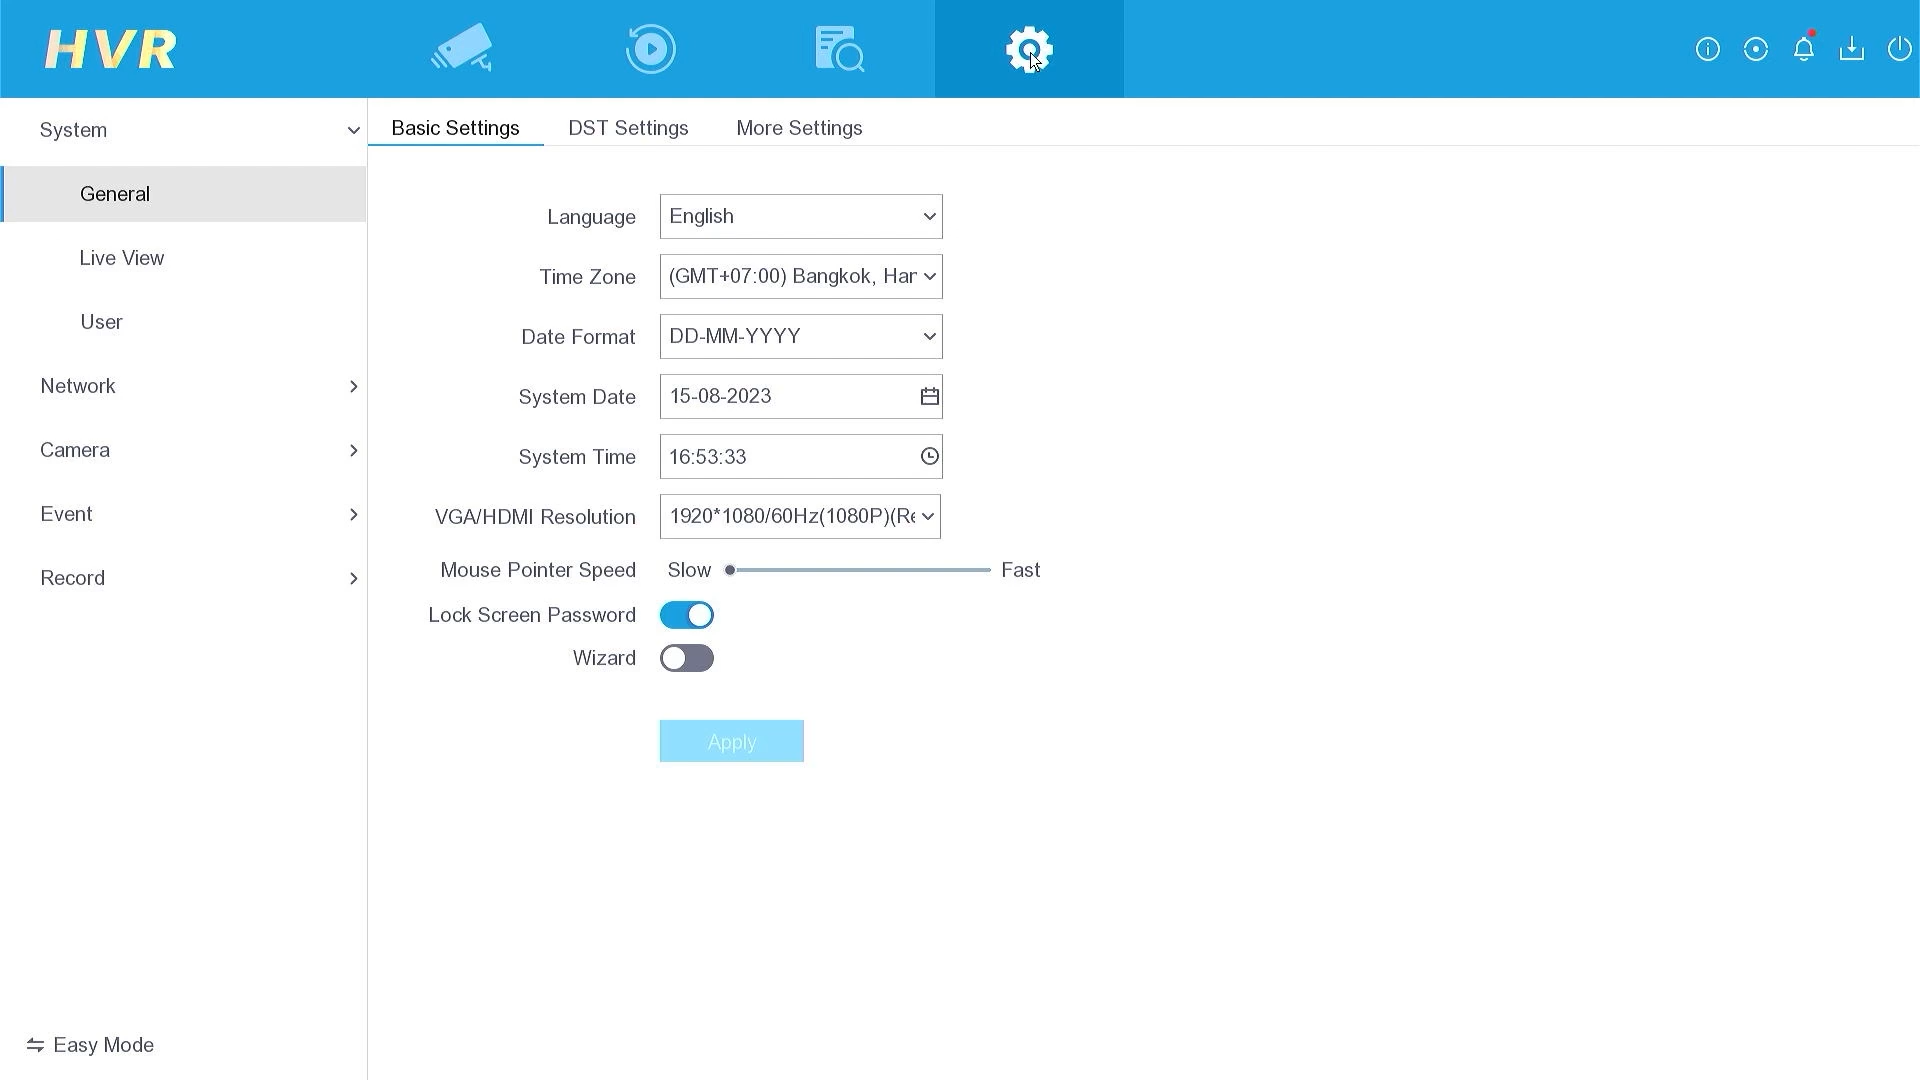 HVR
System
General
Live View
User
Network
Camera
Event
Record
Easy Mode
Basic Settings DST Settings More Settings
Language English
Time Zone (GMT+07:00) Bangkok, Har
Date Format DD-MM-YYYY
System Date 15-08-2023
System Time 16:53:33
VGA/HDMI Resolution 1920*1080/60Hz(1080P)(Re
Mouse Pointer Speed Slow Fast
Lock Screen Password
Wizard
Apply